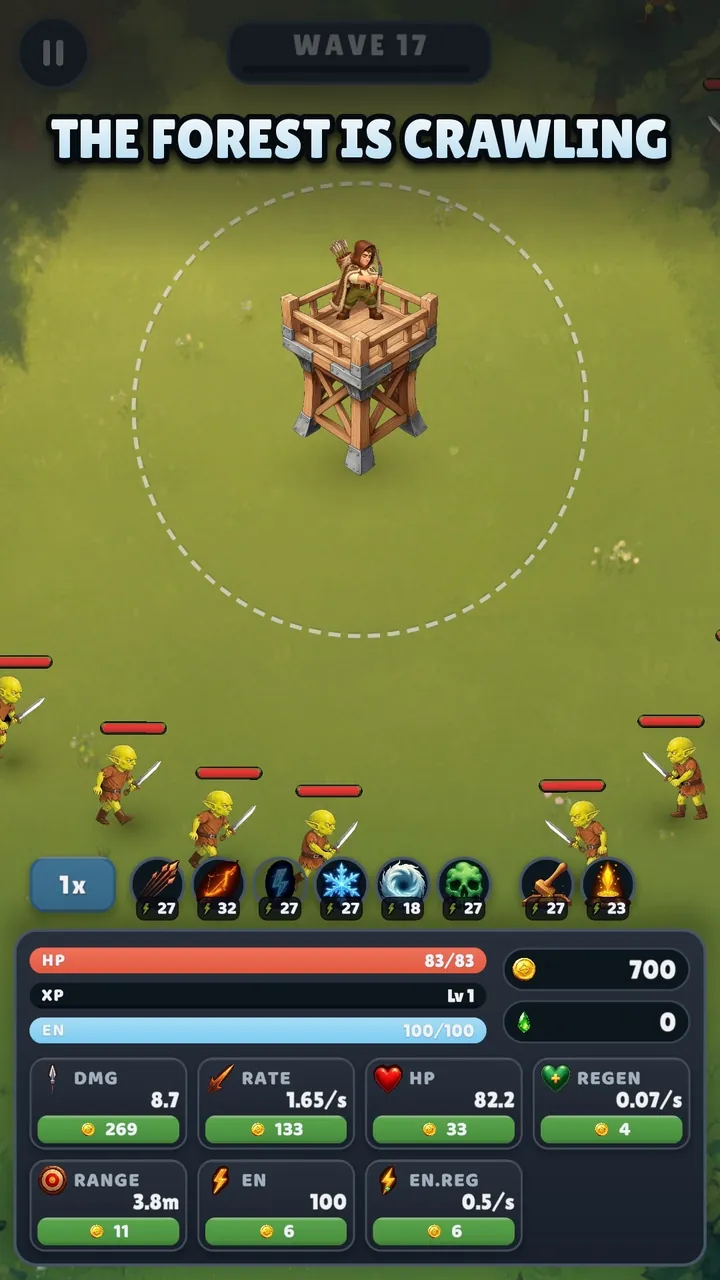 WAVE 17
THE FOREST IS CRAWLING
1x
27
32
27
27
18
27
27
23
HP 83/83
700
XP Lv 1
0
EN 100/100
DMG
8.7
269
RATE
1.65/s
133
HP
82.2
33
REGEN
0.07/s
4
RANGE
3.8m
11
EN
100
6
EN.REG
0.5/s
6